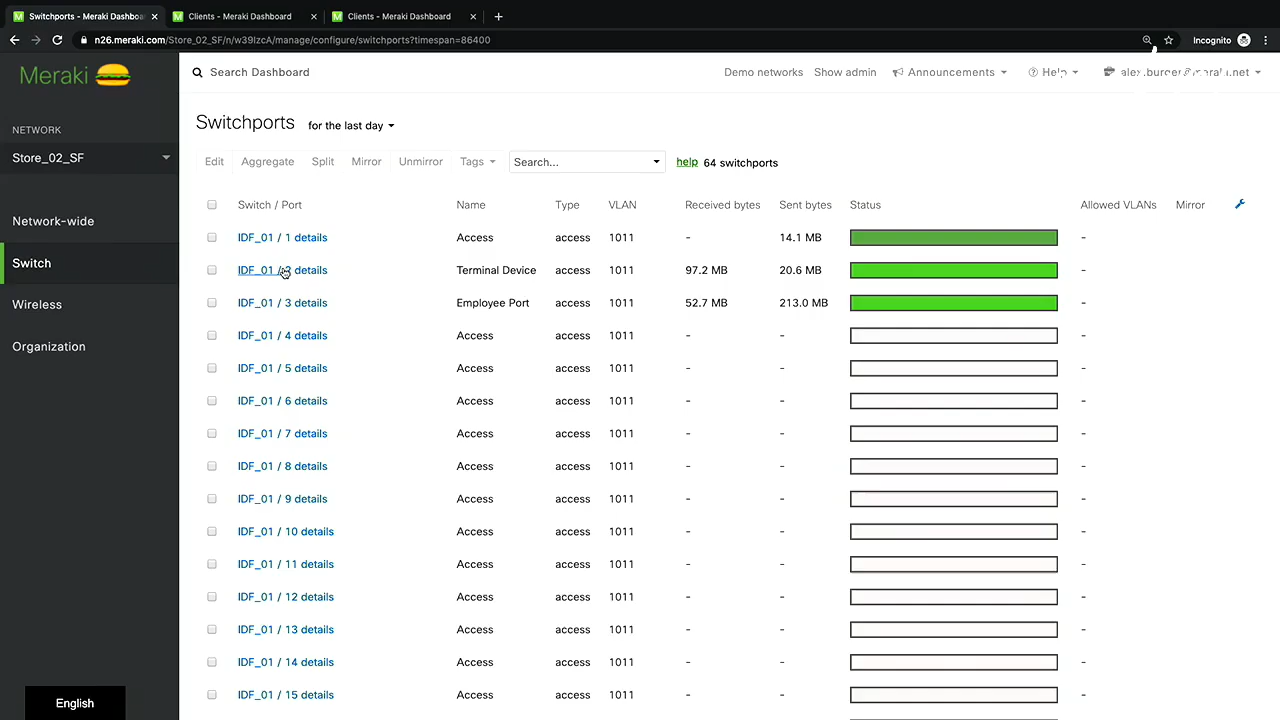 Switchports - Meraki Dashboa
Clients - Meraki Dashboard
Clients - Meraki Dashboard
n26.meraki.com/Store_02_SF/n/w39IzcA/manage/configure/switchports?timespan=86400
Incognito
Meraki
Search Dashboard
Demo networks Show admin Announcements Help
NETWORK
Store_02_SF
Network-wide
Switch
Wireless
Organization
English
Switchports for the last day
Edit Aggregate Split Mirror Unmirror Tags Search... help 64 switchports
Switch / Port Name Type VLAN Received bytes Sent bytes Status Allowed VLANs Mirror
IDF_01 / 1 details Access access 1011 - 14.1 MB -
IDF_01 / 2 details Terminal Device access 1011 97.2 MB 20.6 MB -
IDF_01 / 3 details Employee Port access 1011 52.7 MB 213.0 MB -
IDF_01 / 4 details Access access 1011 - - -
IDF_01 / 5 details Access access 1011 - - -
IDF_01 / 6 details Access access 1011 - - -
IDF_01 / 7 details Access access 1011 - - -
IDF_01 / 8 details Access access 1011 - - -
IDF_01 / 9 details Access access 1011 - - -
IDF_01 / 10 details Access access 1011 - - -
IDF_01 / 11 details Access access 1011 - - -
IDF_01 / 12 details Access access 1011 - - -
IDF_01 / 13 details Access access 1011 - - -
IDF_01 / 14 details Access access 1011 - - -
IDF_01 / 15 details Access access 1011 - - -